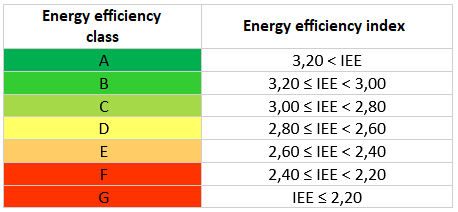 Energy efficiency
class
Energy efficiency index
A 3,20 < IEE
B 3,20 ≤ IEE < 3,00
C 3,00 ≤ IEE < 2,80
D 2,80 ≤ IEE < 2,60
E 2,60 ≤ IEE < 2,40
F 2,40 ≤ IEE < 2,20
G IEE ≤ 2,20